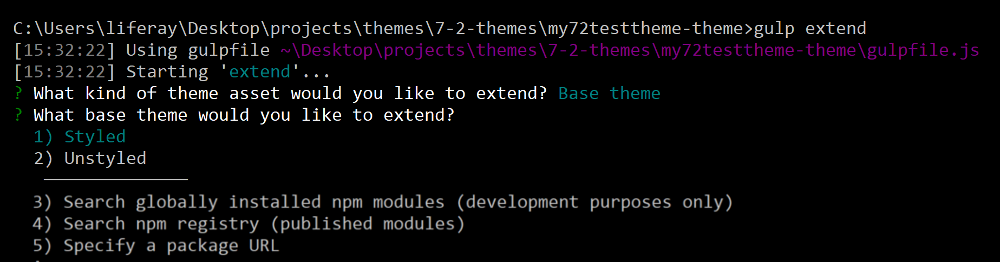 C:\Users\liferay\Desktop\projects\themes\7-2-themes\my72testtheme-theme>gulp extend
[15:32:22] Using gulpfile ~\Desktop\projects\themes\7-2-themes\my72testtheme-theme\gulpfile.js
[15:32:22] Starting 'extend'...
? What kind of theme asset would you like to extend? Base theme
? What base theme would you like to extend?
1) Styled
2) Unstyled
──────────────
3) Search globally installed npm modules (development purposes only)
4) Search npm registry (published modules)
5) Specify a package URL